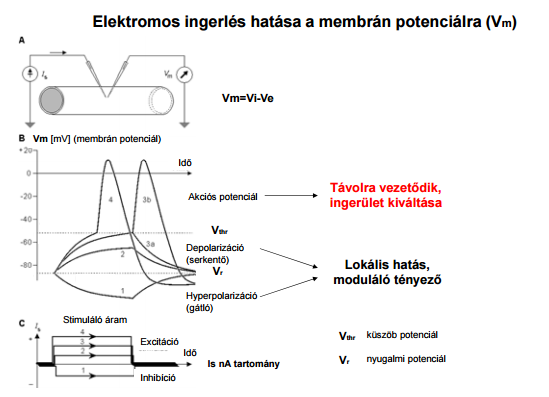 Elektromos ingerlés hatása a membrán potenciálra (Vm)
A
Is
Vm
Vm=Vi-Ve
B Vm [mV] (membrán potenciál)
+20
0
-20
-40
-60
-80
Idő
4
3b
3a
2
1
Akciós potenciál
Távolra vezetődik,
ingerület kiváltása
Vthr
Depolarizáció
(serkentő)
Vr
Hyperpolarizáció
(gátló)
Lokális hatás,
moduláló tényező
C
Is
+
–
Stimuláló áram
4
3
2
1
Excitáció
Idő
Inhibíció
Is nA tartomány
Vthr küszöb potenciál
Vr nyugalmi potenciál